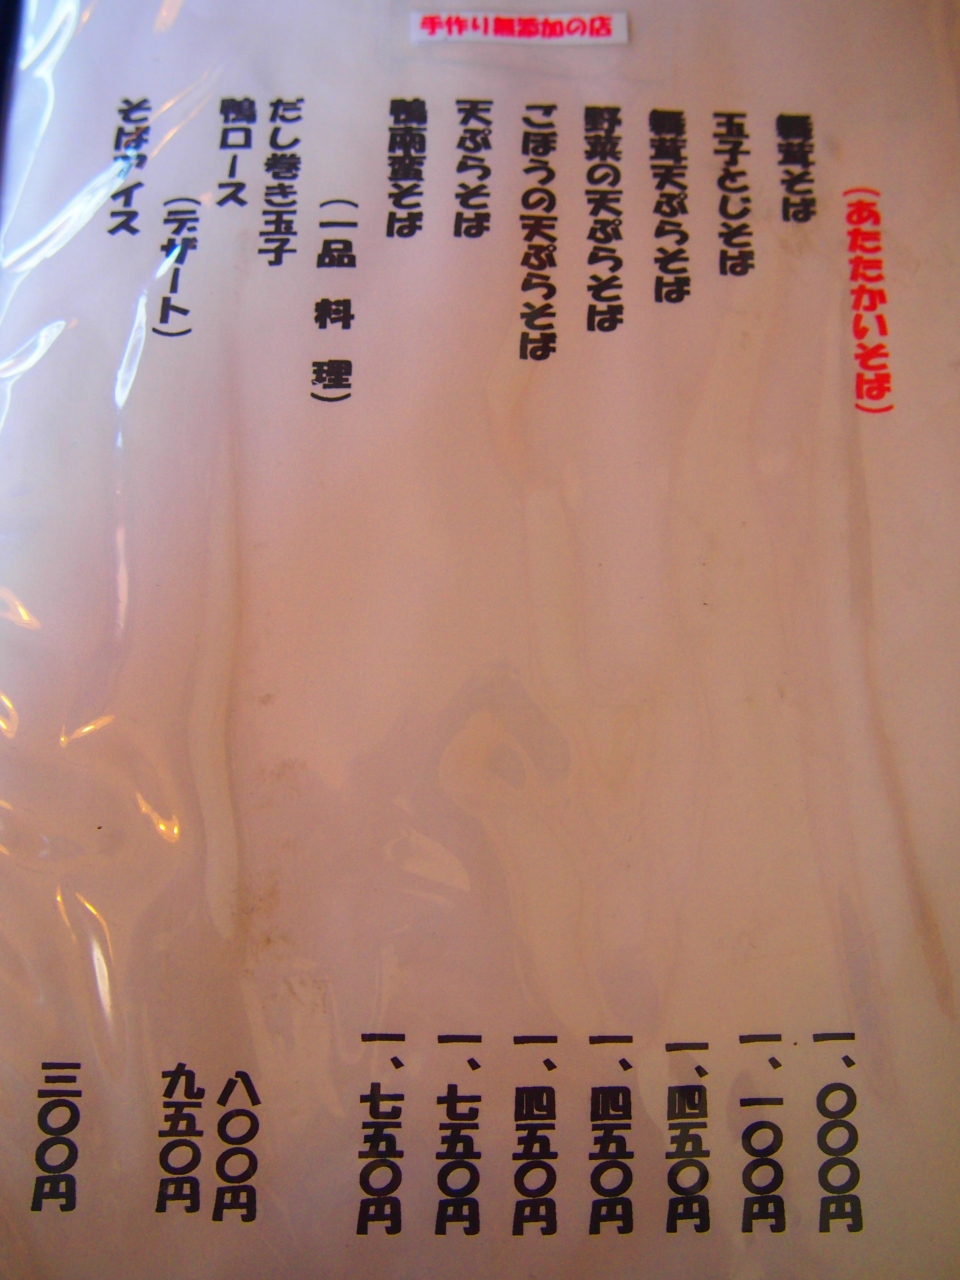 手作り無添加の店
（あたたかいそば）
舞茸そば 一、〇〇〇円
玉子とじそば 一、一〇〇円
舞茸天ぷらそば 一、四五〇円
野菜の天ぷらそば 一、四五〇円
ごぼうの天ぷらそば 一、四五〇円
天ぷらそば 一、七五〇円
鴨南蛮そば 一、七五〇円
（一品料理）
だし巻き玉子 八〇〇円
鴨ロース 九五〇円
（デザート）
そばアイス 三〇〇円